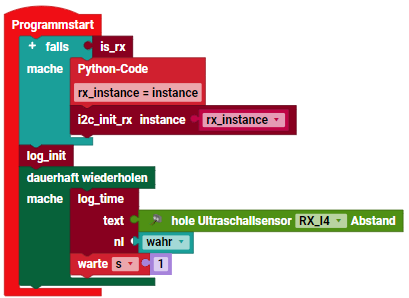 Programmstart
+ falls is_rx
mache Python-Code
rx_instance = instance
i2c_init_rx instance rx_instance
log_init
dauerhaft wiederholen
mache log_time
text hole Ultraschallsensor RX_I4 Abstand
nl wahr
warte s 1